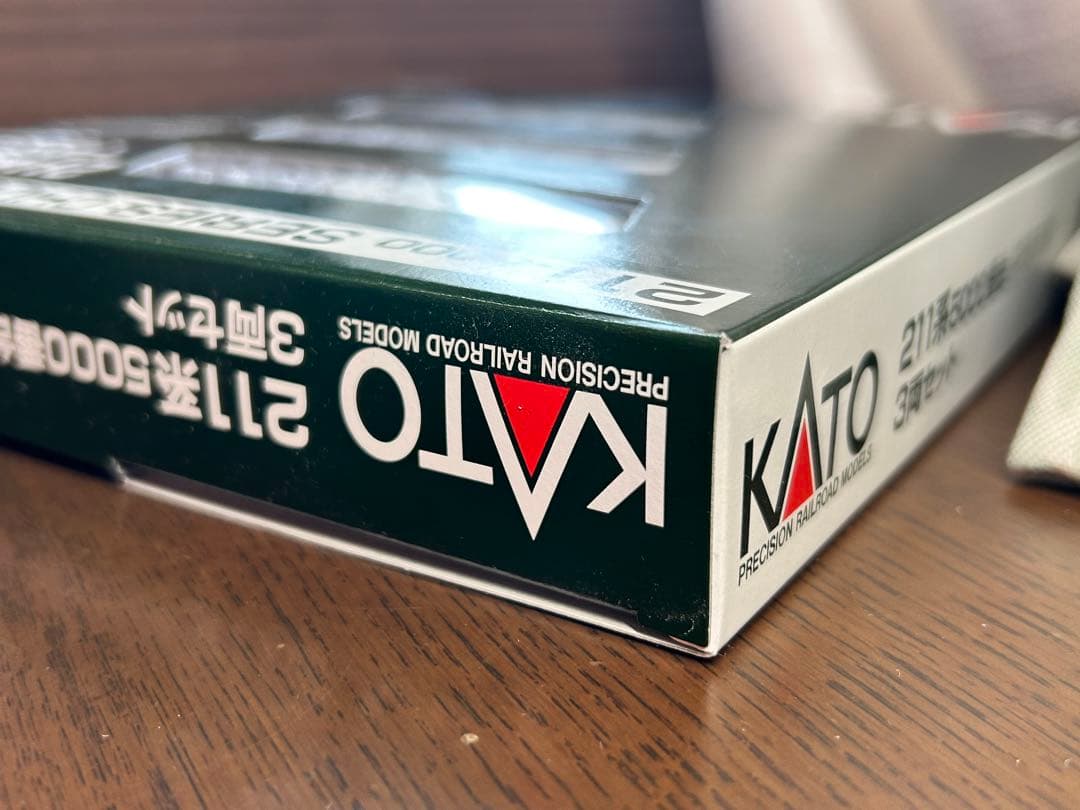 KATO
PRECISION RAILROAD MODELS
211系5000番
3両セット
KATO
PRECISION RAILROAD MODELS
211系5000番台
3両セット
21
00 SERIES